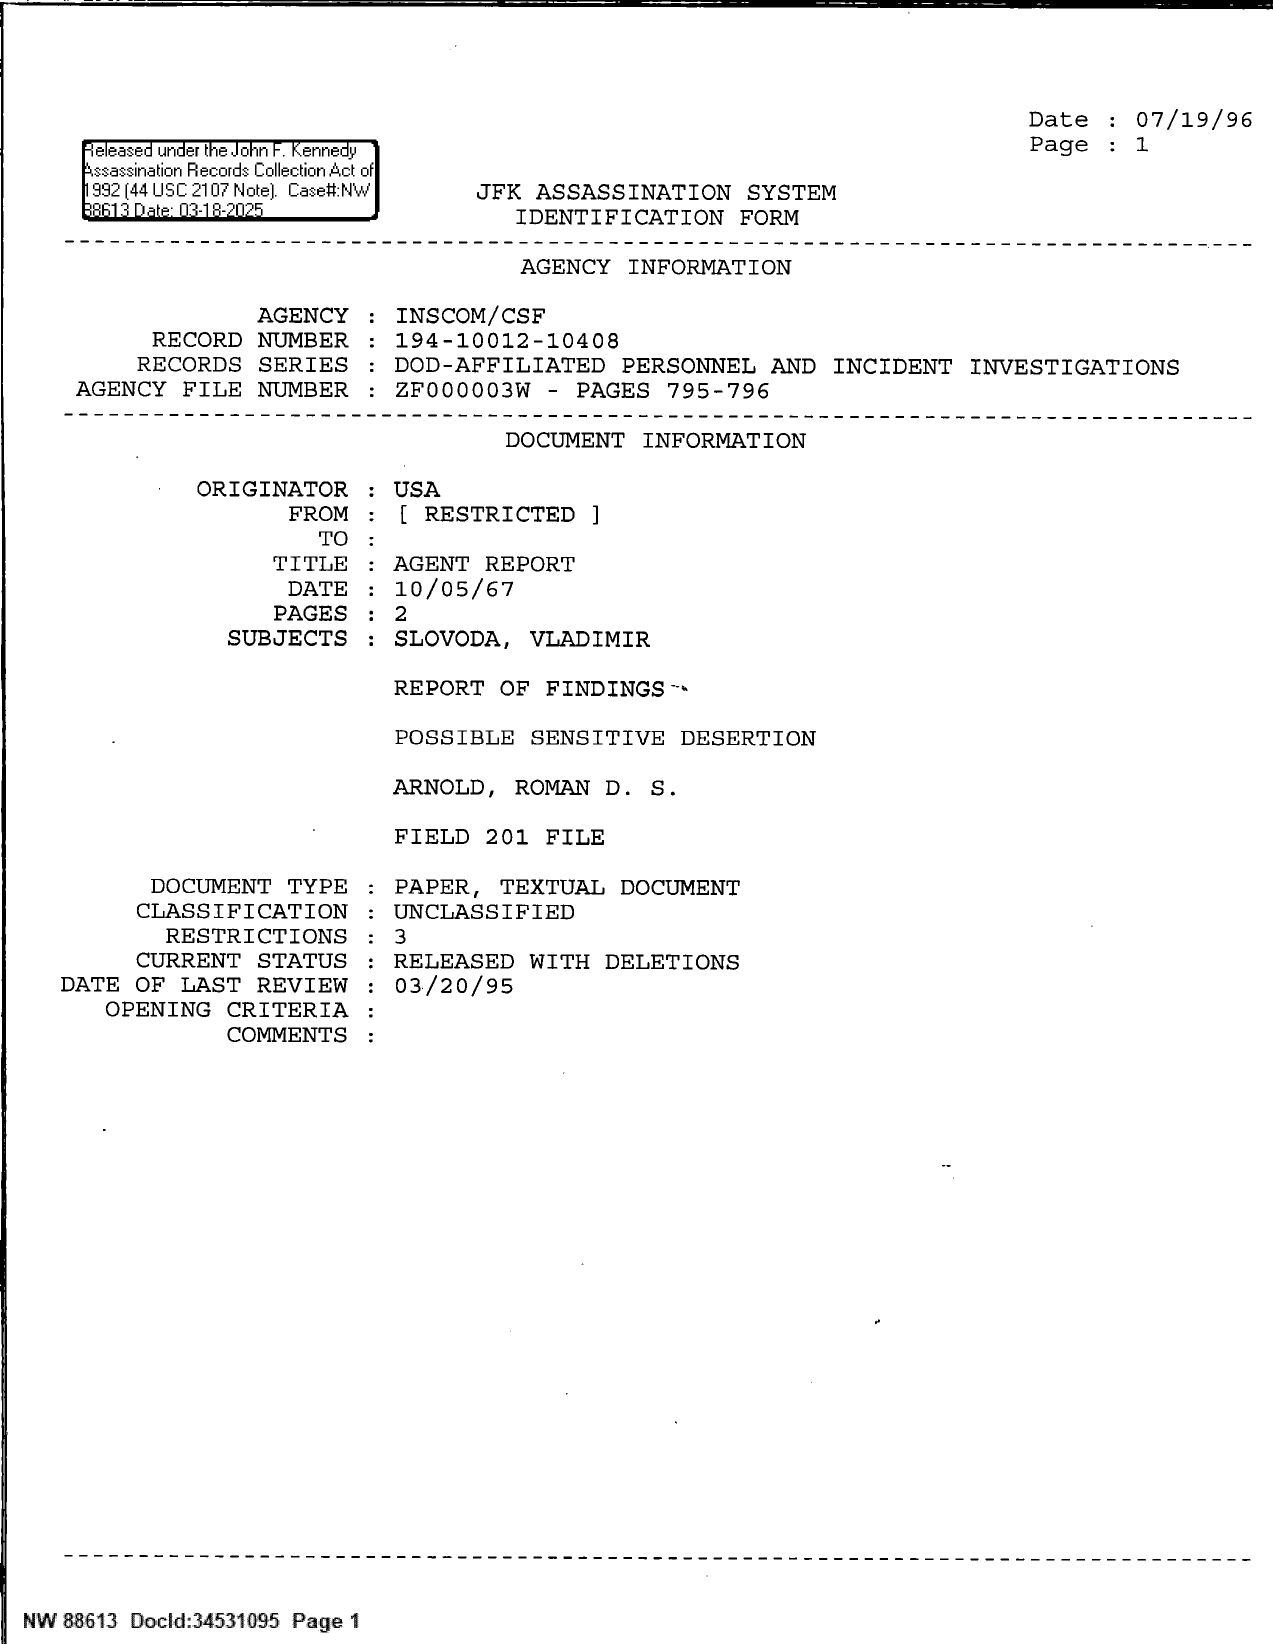 Date : 07/19/96
Page : 1
Released under the John F. Kennedy
Assassination Records Collection Act of
1992 (44 USC 2107 Note). Case#:NW
88613 Date: 03-18-2025
JFK ASSASSINATION SYSTEM
IDENTIFICATION FORM
AGENCY INFORMATION
AGENCY : INSCOM/CSF
RECORD NUMBER : 194-10012-10408
RECORDS SERIES : DOD-AFFILIATED PERSONNEL AND INCIDENT INVESTIGATIONS
AGENCY FILE NUMBER : ZF000003W - PAGES 795-796
DOCUMENT INFORMATION
ORIGINATOR : USA
FROM : [ RESTRICTED ]
TO :
TITLE : AGENT REPORT
DATE : 10/05/67
PAGES : 2
SUBJECTS : SLOVODA, VLADIMIR
REPORT OF FINDINGS
POSSIBLE SENSITIVE DESERTION
ARNOLD, ROMAN D. S.
FIELD 201 FILE
DOCUMENT TYPE : PAPER, TEXTUAL DOCUMENT
CLASSIFICATION : UNCLASSIFIED
RESTRICTIONS : 3
CURRENT STATUS : RELEASED WITH DELETIONS
DATE OF LAST REVIEW : 03/20/95
OPENING CRITERIA :
COMMENTS :
NW 88613 DocId:34531095 Page 1